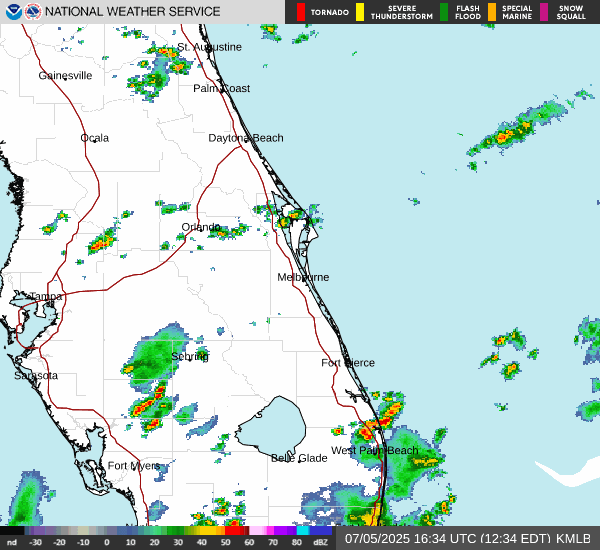 NATIONAL WEATHER SERVICE
TORNADO
SEVERE THUNDERSTORM
FLASH FLOOD
SPECIAL MARINE
SNOW SQUALL
St. Augustine
Gainesville
Palm Coast
Ocala
Daytona Beach
Orlando
Melbourne
Tampa
Sebring
Fort Pierce
Sarasota
West Palm Beach
Belle Glade
Fort Myers
nd -30 -20 -10 0 10 20 30 40 50 60 70 80 dBZ
07/05/2025 16:34 UTC (12:34 EDT) KMLB